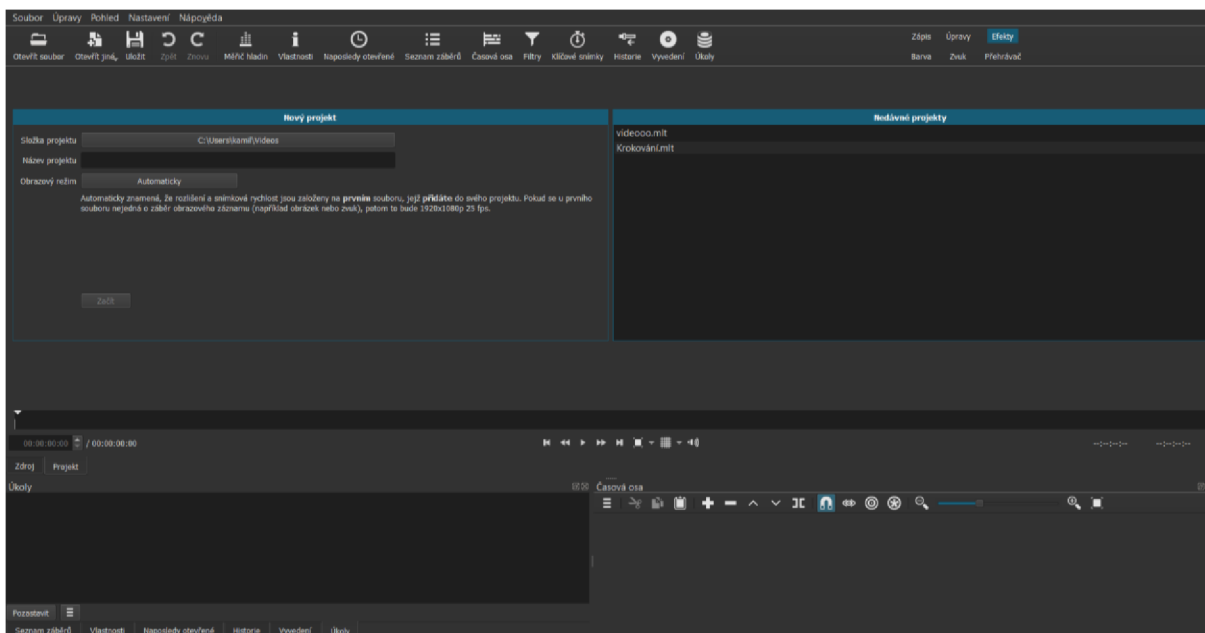 Soubor Úpravy Pohled Nastavení Nápověda
Otevřít soubor Otevřít jiné, Uložit Zpět Znovu Měřič hladin Vlastnosti Naposledy otevřené Seznam záběrů Časová osa Filtry Klíčové snímky Historie Vyvedení Úkoly
Zápis Úpravy Efekty
Barva Zvuk Přehrávač
Nový projekt
Složka projektu C:\Users\kamif\Videos
Název projektu
Obrazový režim Automaticky
Automaticky znamená, že rozlišení a snímková rychlost jsou založeny na prvním souboru, jejž přidáte do svého projektu. Pokud se u prvního
souboru nejedná o záběr obrazového záznamu (například obrázek nebo zvuk), potom to bude 1920x1080p 25 fps.
Začít
Nedávné projekty
videooo.mlt
Krokování.mlt
00:00:00:00 / 00:00:00:00
--:--:--:-- --:--:--:--
Zdroj Projekt
Úkoly
Časová osa
Pozastavit
Seznam záběrů Vlastnosti Naposledy otevřené Historie Vyvedení Úkoly